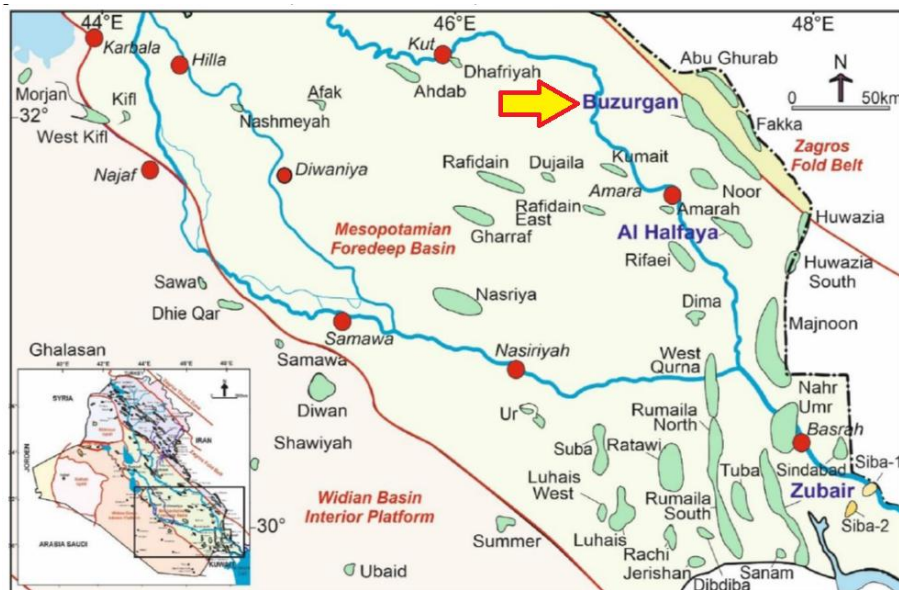 44°E
46°E
48°E
Karbala
Hilla
Kut
Dhafriyah
Ahdab
Abu Ghurab
N
0
50km
Morjan
Kifl
32°
West Kifl
Afak
Nashmeyah
Buzurgan
Fakka
Zagros
Fold Belt
Najaf
Diwaniya
Rafidain
Dujaila
Kumait
Amara
Noor
Rafidain
East
Amarah
Gharraf
Al Halfaya
Huwazia
Mesopotamian
Foredeep Basin
Rifaei
Huwazia
South
Sawa
Dhie Qar
Nasriya
Dima
Majnoon
Samawa
Ghalasan
Samawa
Nasiriyah
West
Qurna
Diwan
Nahr
Umr
Ur
Rumaila
North
Basrah
Shawiyah
Suba
Ratawi
Tuba
Sindabad
Siba-1
Luhais
West
Zubair
Widian Basin
Interior Platform
Rumaila
South
Siba-2
30°
Summer
Luhais
Rachi
Jerishan
Sanam
Dibdiba
Ubaid
SYRIA
IRAN
JORDEN
ARABIA SAUDI
KUWAIT